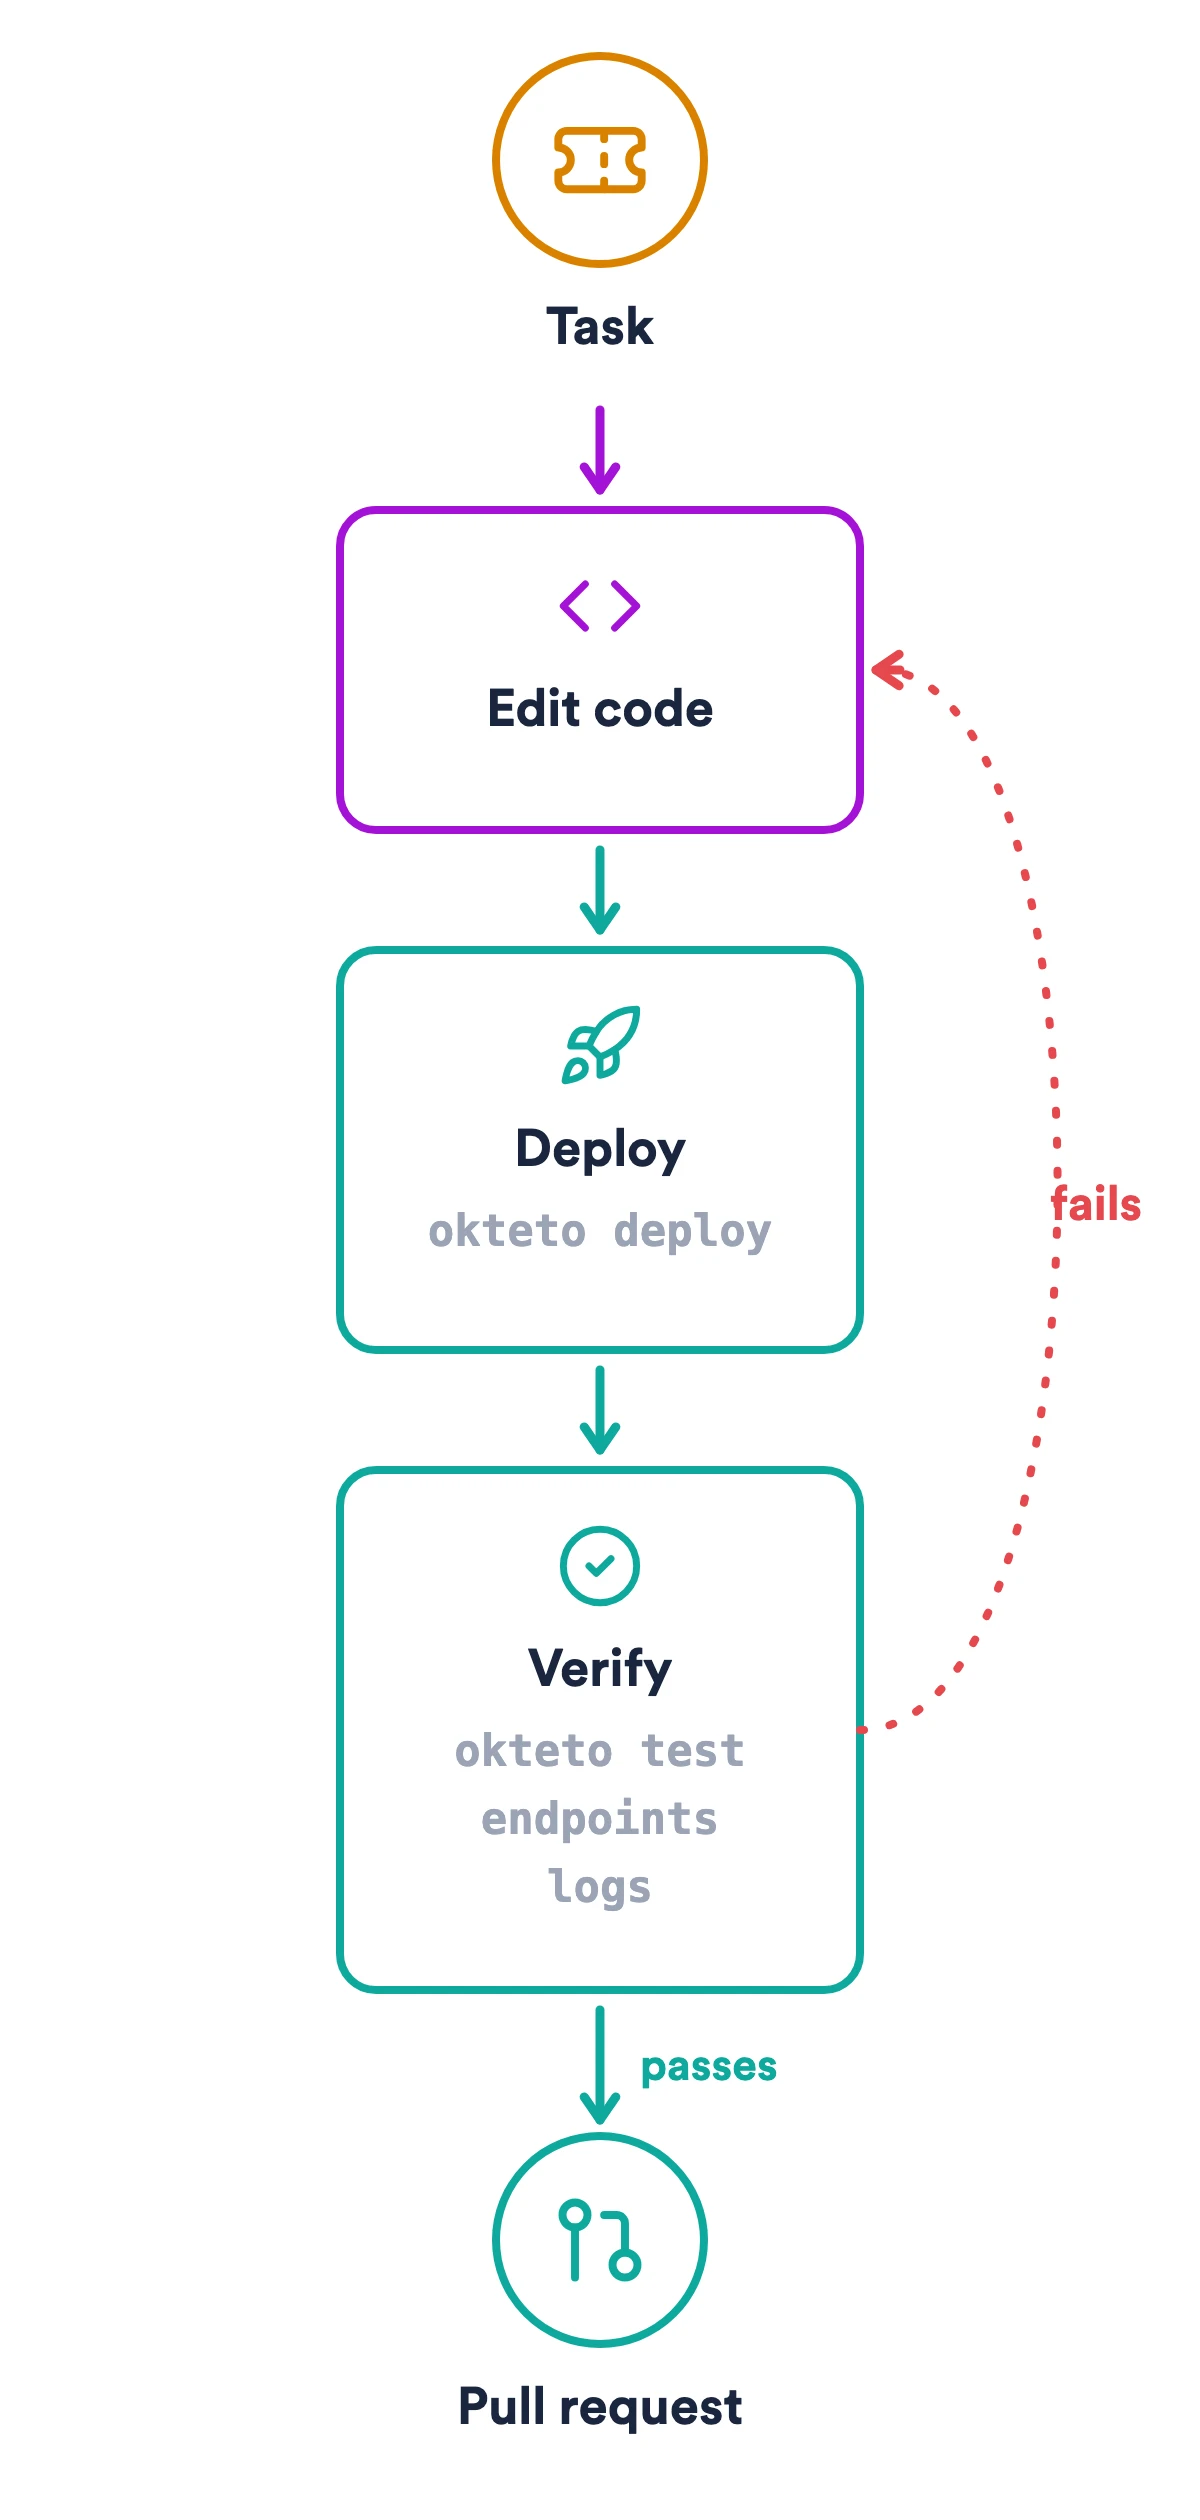 Task
Edit code
Deploy
okteto deploy
fails
Verify
okteto test
endpoints
logs
passes
Pull request